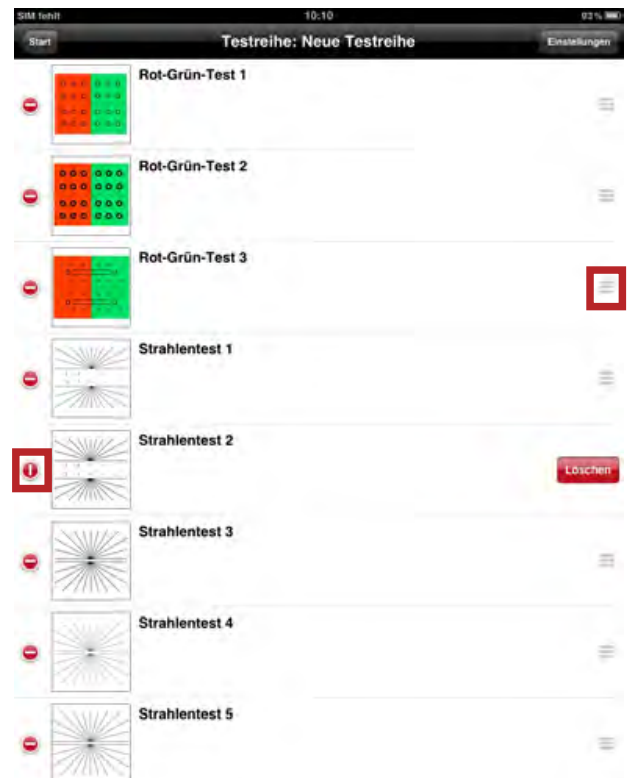 SIM fehlt 10:10 93 %
Start Testreihe: Neue Testreihe Einstellungen
Rot-Grün-Test 1
Rot-Grün-Test 2
Rot-Grün-Test 3
Strahlentest 1
Strahlentest 2
Löschen
Strahlentest 3
Strahlentest 4
Strahlentest 5